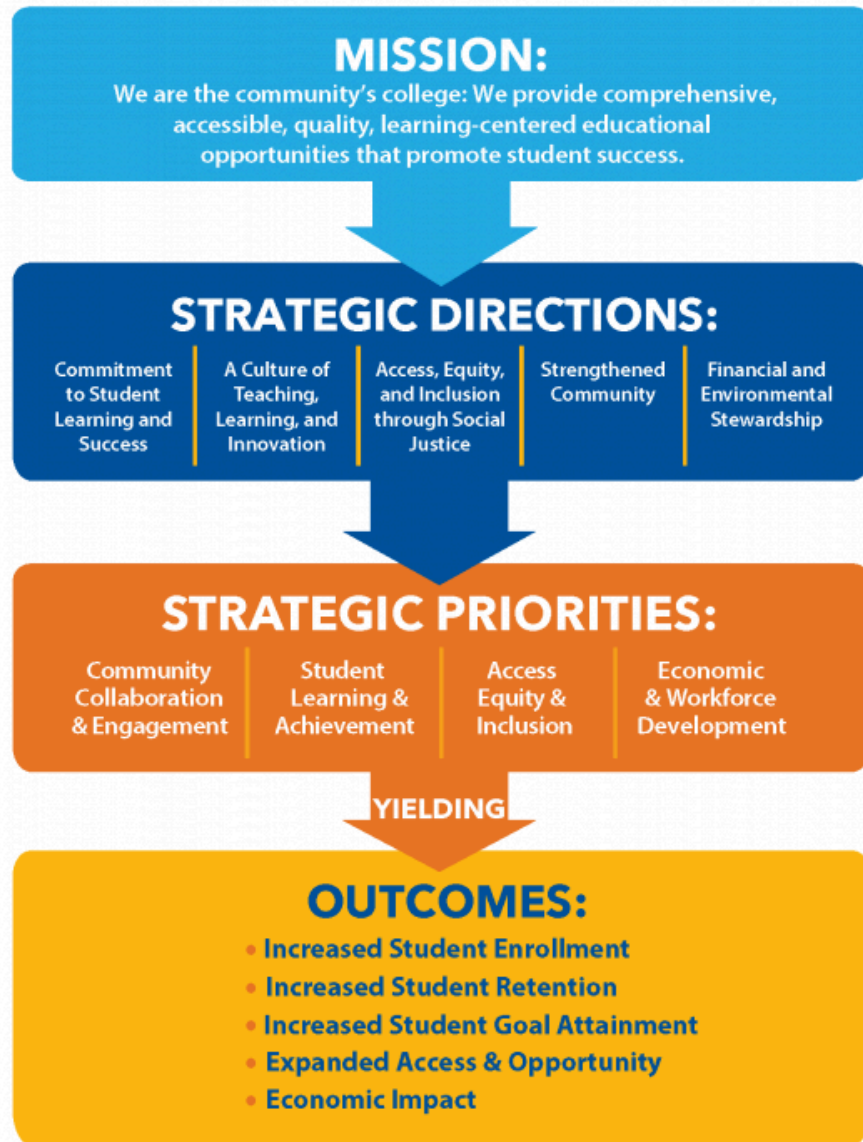 MISSION:
We are the community's college: We provide comprehensive,
accessible, quality, learning-centered educational
opportunities that promote student success.
STRATEGIC DIRECTIONS:
Commitment
to Student
Learning and
Success
A Culture of
Teaching,
Learning, and
Innovation
Access, Equity,
and Inclusion
through Social
Justice
Strengthened
Community
Financial and
Environmental
Stewardship
STRATEGIC PRIORITIES:
Community
Collaboration
& Engagement
Student
Learning &
Achievement
Access
Equity &
Inclusion
Economic
& Workforce
Development
YIELDING
OUTCOMES:
• Increased Student Enrollment
• Increased Student Retention
• Increased Student Goal Attainment
• Expanded Access & Opportunity
• Economic Impact